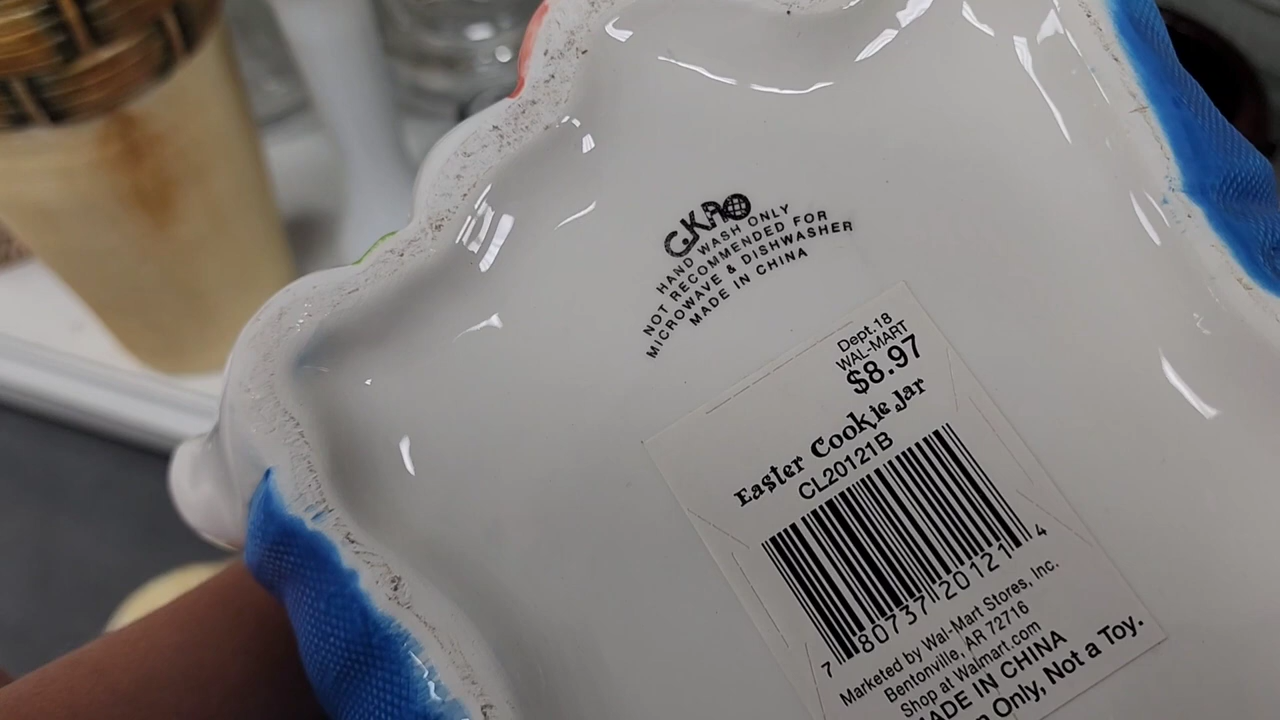 GKRO
HAND WASH ONLY
NOT RECOMMENDED FOR
MICROWAVE & DISHWASHER
MADE IN CHINA
Dept. 18
WAL-MART
$8.97
Easter Cookie Jar
CL20121B
7 80737 20121 4
Marketed by Wal-Mart Stores, Inc.
Bentonville, AR 72716
Shop at Walmart.com
MADE IN CHINA
Only, Not a Toy.